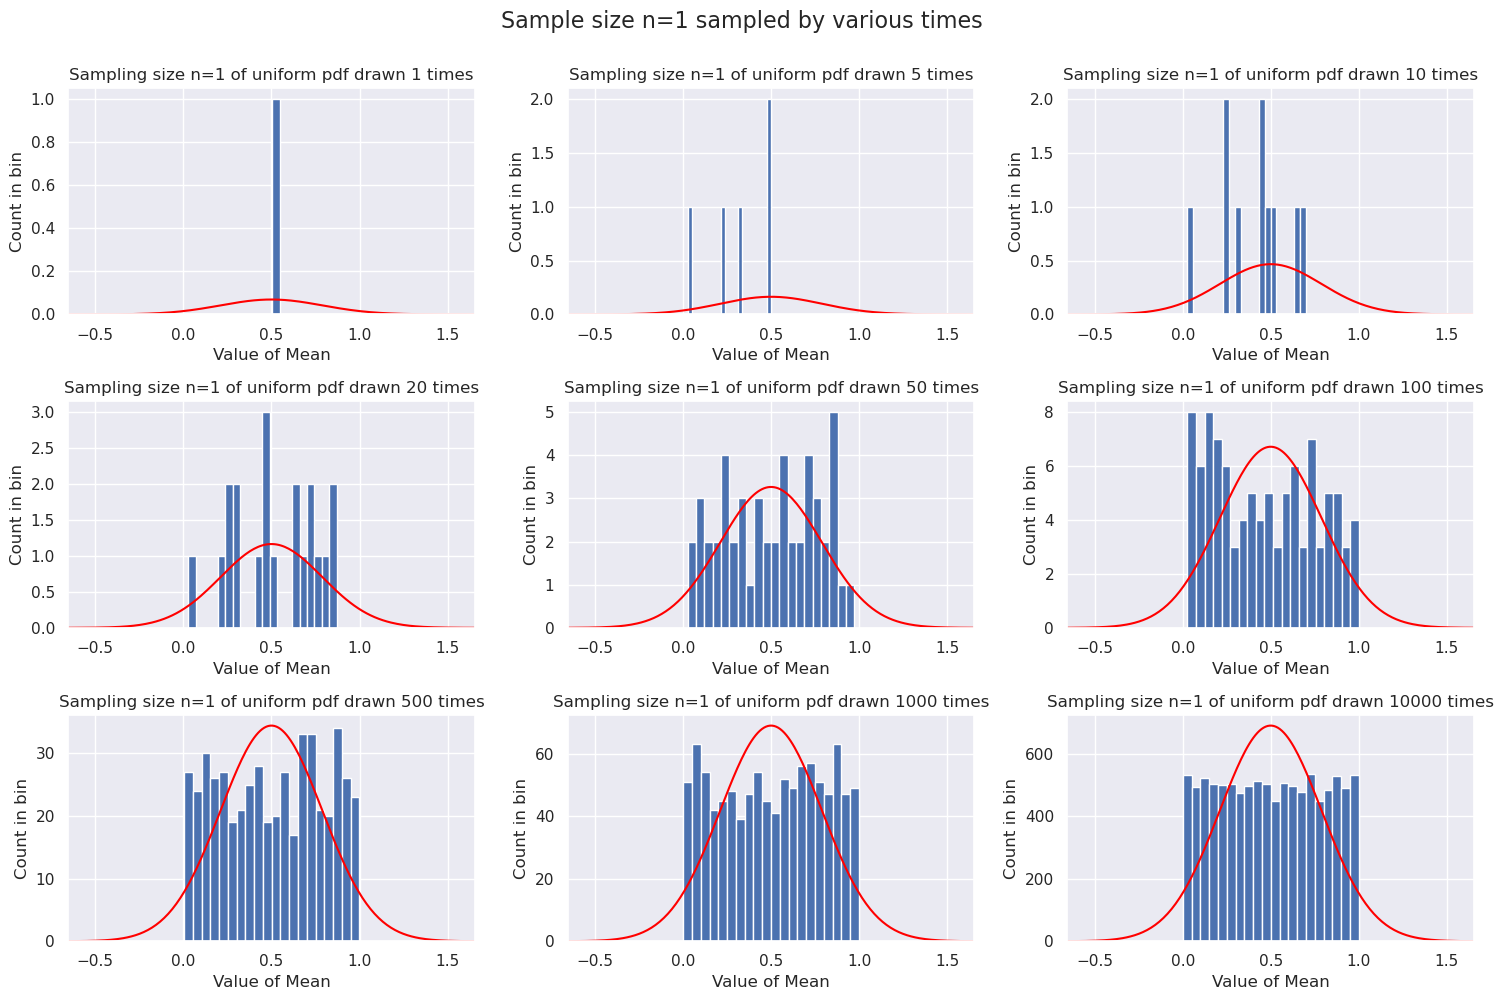 Sample size n=1 sampled by various times
Sampling size n=1 of uniform pdf drawn 1 times
Count in bin
1.0
0.8
0.6
0.4
0.2
0.0
−0.5 0.0 0.5 1.0 1.5
Value of Mean
Sampling size n=1 of uniform pdf drawn 5 times
Count in bin
2.0
1.5
1.0
0.5
0.0
−0.5 0.0 0.5 1.0 1.5
Value of Mean
Sampling size n=1 of uniform pdf drawn 10 times
Count in bin
2.0
1.5
1.0
0.5
0.0
−0.5 0.0 0.5 1.0 1.5
Value of Mean
Sampling size n=1 of uniform pdf drawn 20 times
Count in bin
3.0
2.5
2.0
1.5
1.0
0.5
0.0
−0.5 0.0 0.5 1.0 1.5
Value of Mean
Sampling size n=1 of uniform pdf drawn 50 times
Count in bin
5
4
3
2
1
0
−0.5 0.0 0.5 1.0 1.5
Value of Mean
Sampling size n=1 of uniform pdf drawn 100 times
Count in bin
8
6
4
2
0
−0.5 0.0 0.5 1.0 1.5
Value of Mean
Sampling size n=1 of uniform pdf drawn 500 times
Count in bin
30
20
10
0
−0.5 0.0 0.5 1.0 1.5
Value of Mean
Sampling size n=1 of uniform pdf drawn 1000 times
Count in bin
60
40
20
0
−0.5 0.0 0.5 1.0 1.5
Value of Mean
Sampling size n=1 of uniform pdf drawn 10000 times
Count in bin
600
400
200
0
−0.5 0.0 0.5 1.0 1.5
Value of Mean